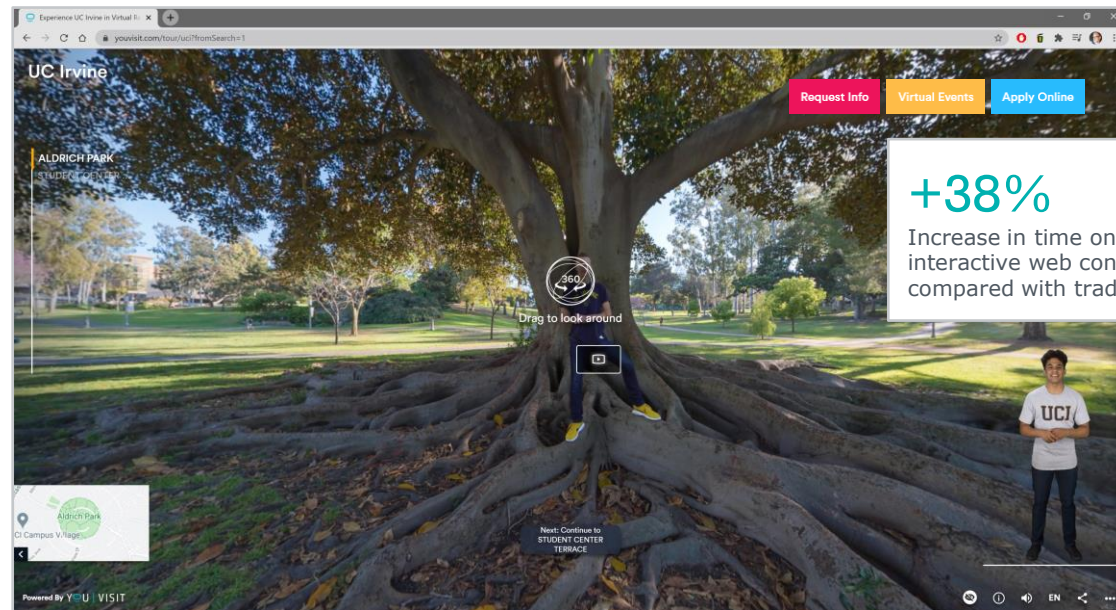 Experience UC Irvine in Virtual R
youvisit.com/tour/uci?fromSearch=1
UC Irvine
Request Info
Virtual Events
Apply Online
ALDRICH PARK
STUDENT CENTER
+38%
Increase in time on
interactive web con
compared with trad
360
Drag to look around
UCI
Aldrich Park
CI Campus Village
Next: Continue to
STUDENT CENTER
TERRACE
Powered By YOU VISIT
EN